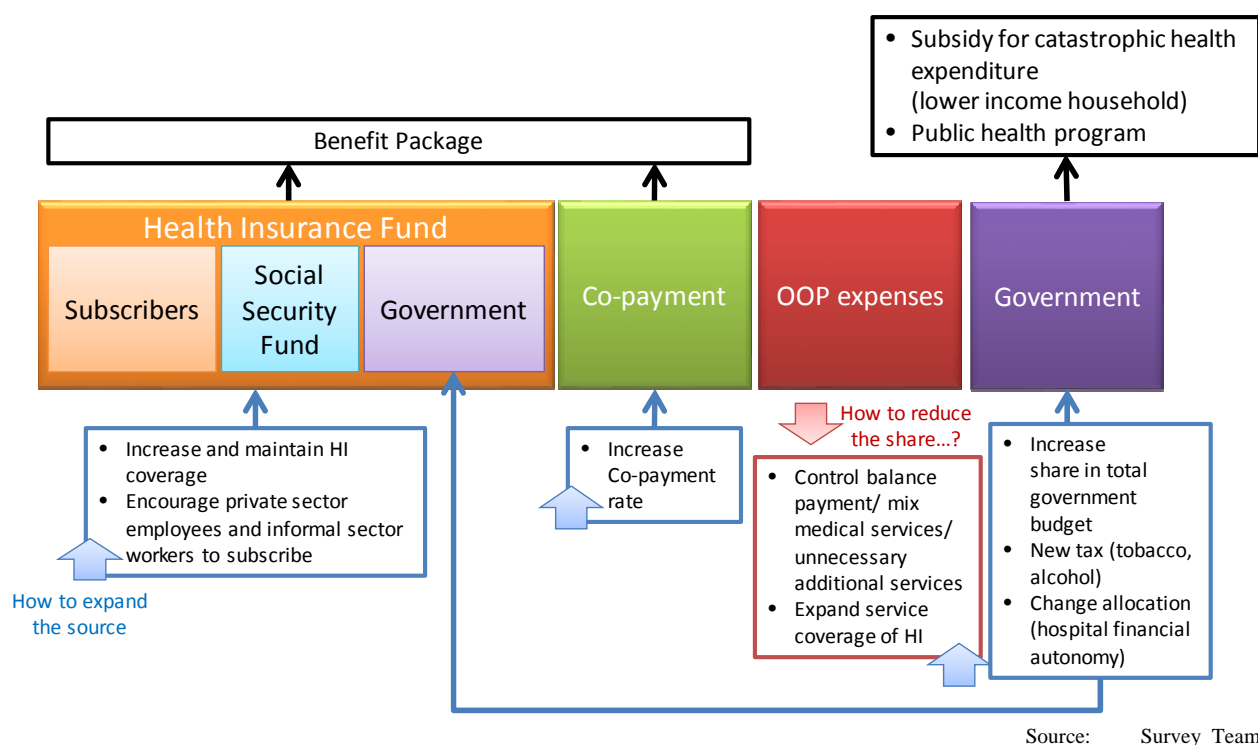 • Subsidy for catastrophic health
expenditure
(lower income household)
• Public health program
Benefit Package
Health Insurance Fund
Subscribers
Social
Security
Fund
Government
Co-payment
OOP expenses
Government
• Increase and maintain HI
coverage
• Encourage private sector
employees and informal sector
workers to subscribe
How to expand
the source
• Increase
Co-payment
rate
How to reduce
the share...?
• Control balance
payment/ mix
medical services/
unnecessary
additional services
• Expand service
coverage of HI
• Increase
share in total
government
budget
• New tax (tobacco,
alcohol)
• Change allocation
(hospital financial
autonomy)
Source: Survey Team